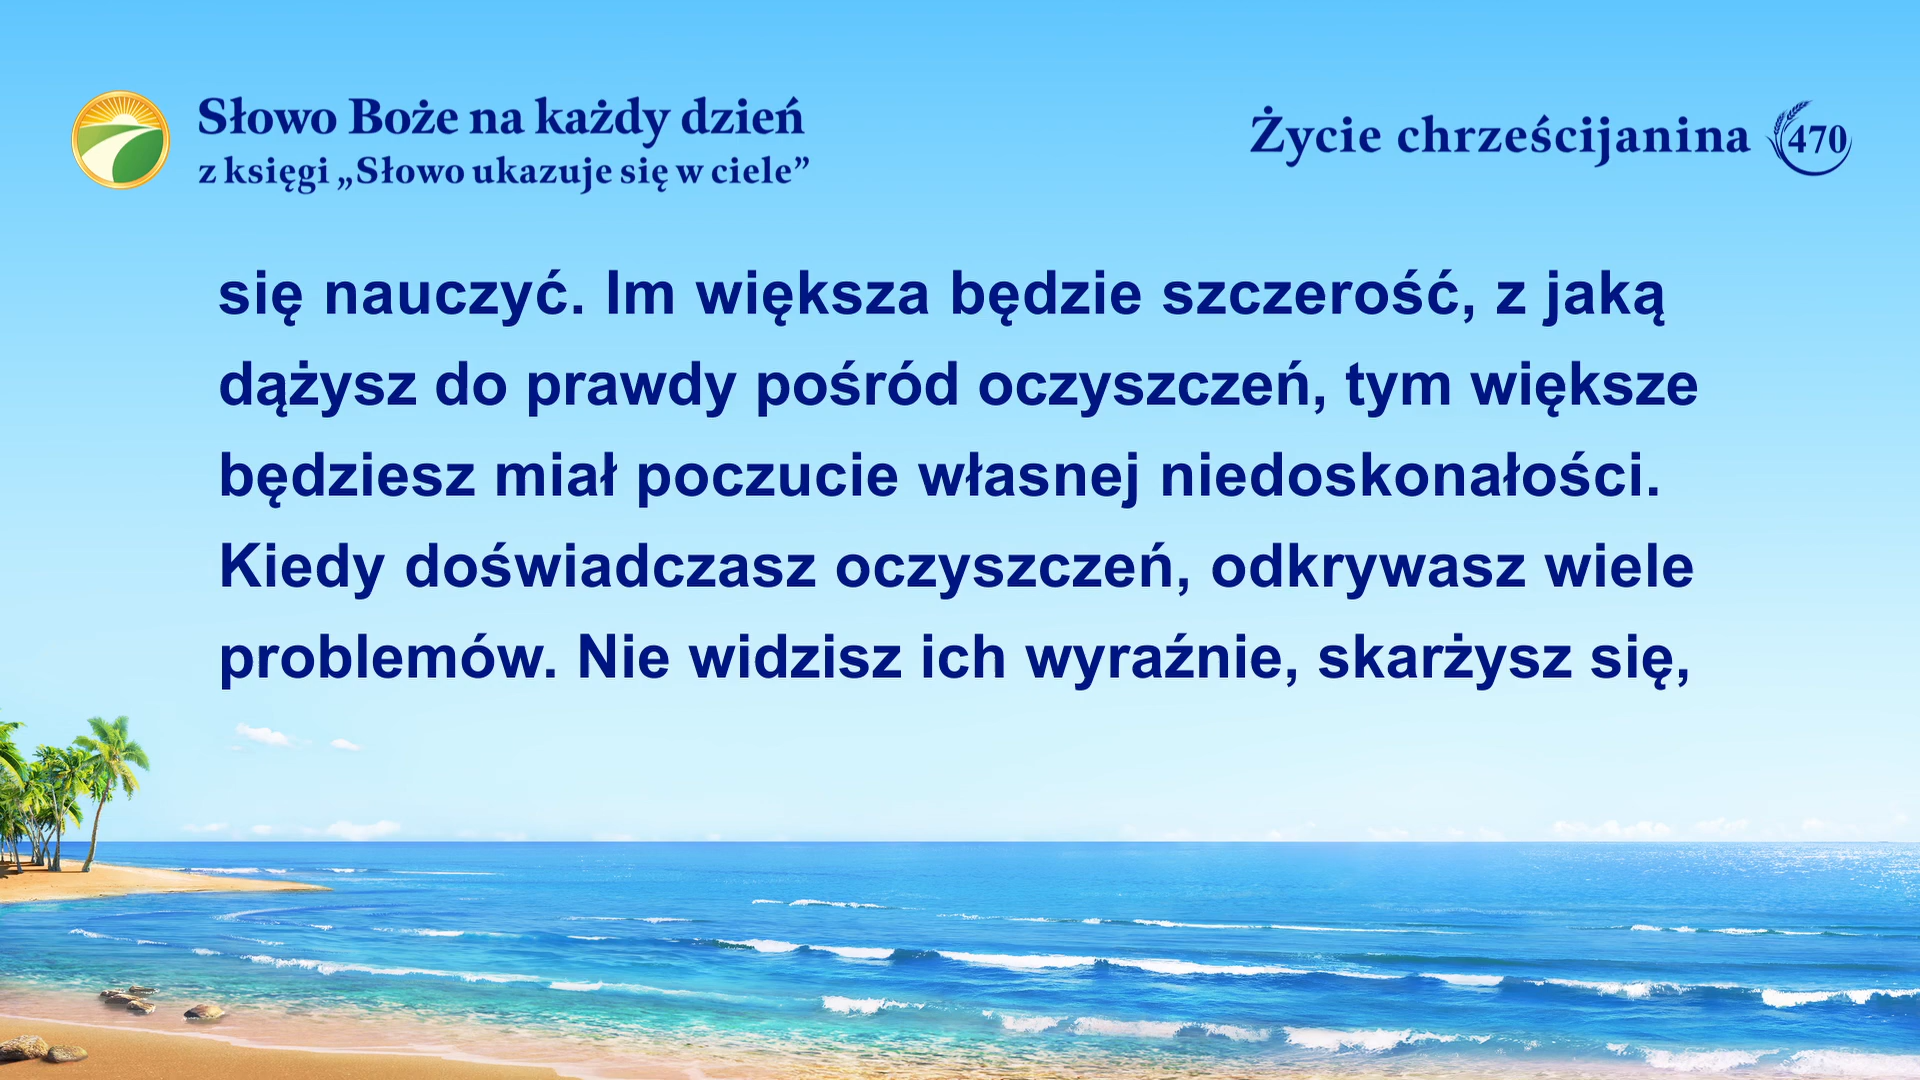 Słowo Boże na każdy dzień
z księgi „Słowo ukazuje się w ciele”
Życie chrześcijanina 470
się nauczyć. Im większa będzie szczerość, z jaką
dążysz do prawdy pośród oczyszczeń, tym większe
będziesz miał poczucie własnej niedoskonałości.
Kiedy doświadczasz oczyszczeń, odkrywasz wiele
problemów. Nie widzisz ich wyraźnie, skarżysz się,